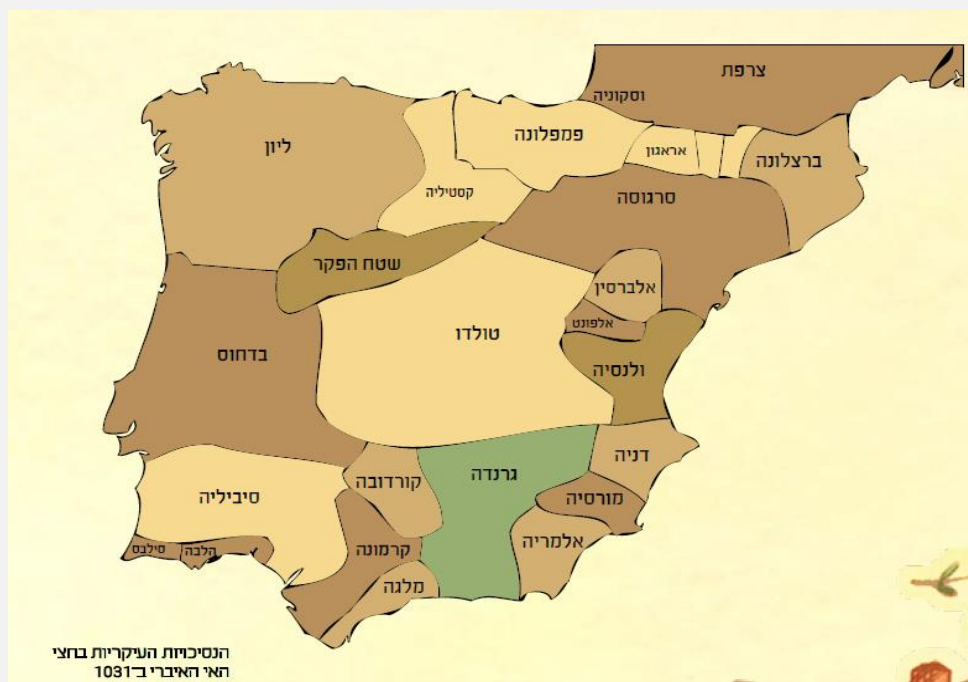 צרפת
וסקוניה
פמפלונה
אראגון
ברצלונה
ליון
קסטיליה
סרגוסה
שטח הפקר
אלברסין
אלפונט
טולדו
ולנסיה
בדחוס
דניה
גרנדה
קורדובה
סיביליה
מורסיה
אלמריה
קרמונה
סילבס
הלבה
מלגה
הנסיכויות העיקריות בחצי
האי האיברי ב־1031